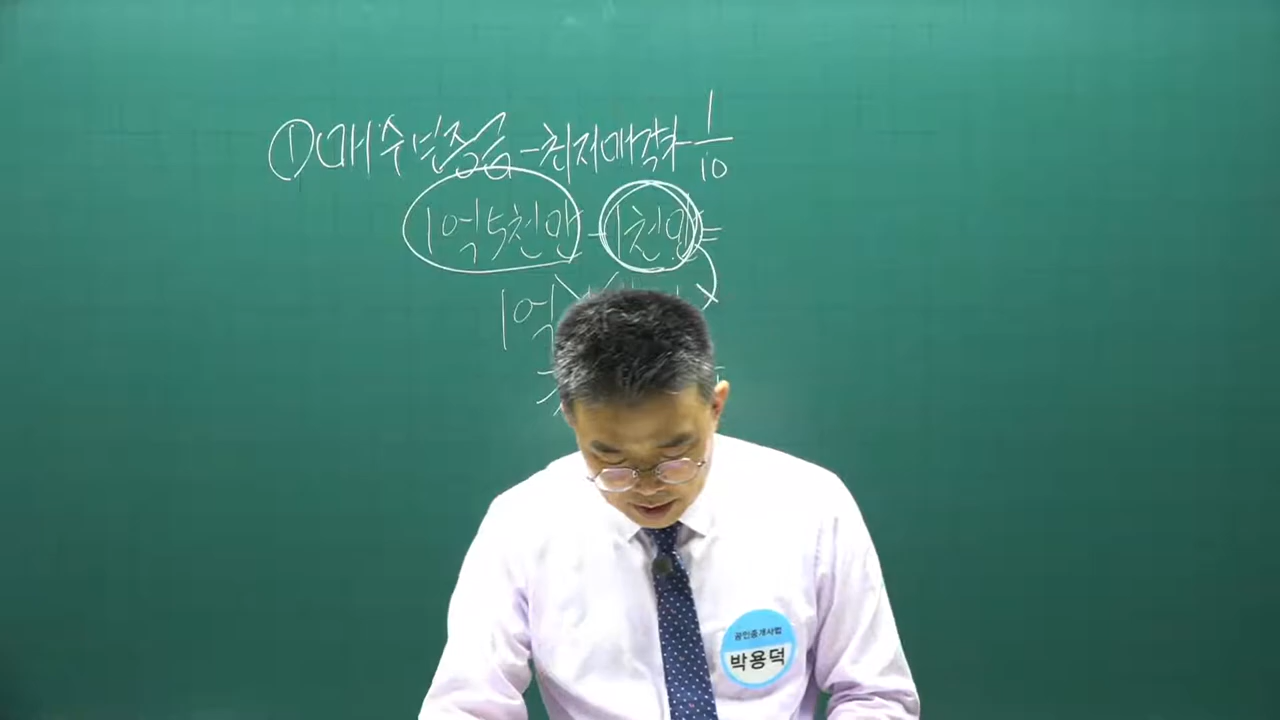 ① 매수보증금 - 최저매각가 1/10
1억5천만 - 1천만 =
1억
공인중개사법
박용덕